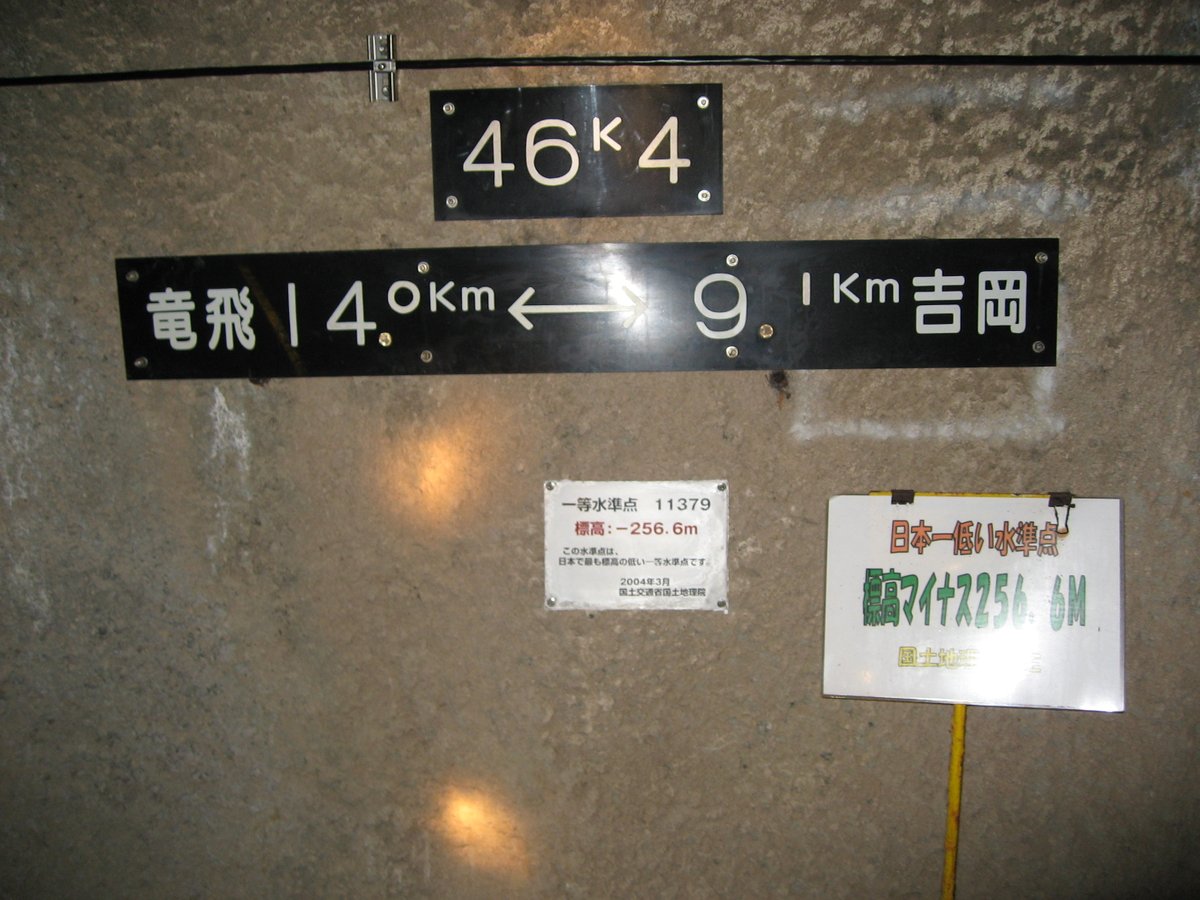 46K4
竜飛 14.0Km ←→ 9.1Km 吉岡
一等水準点 11379
標高:−256.6m
この水準点は、
日本で最も標高の低い一等水準点です。
2004年3月
国土交通省国土地理院
日本一低い水準点
標高マイナス256.6M
国土地